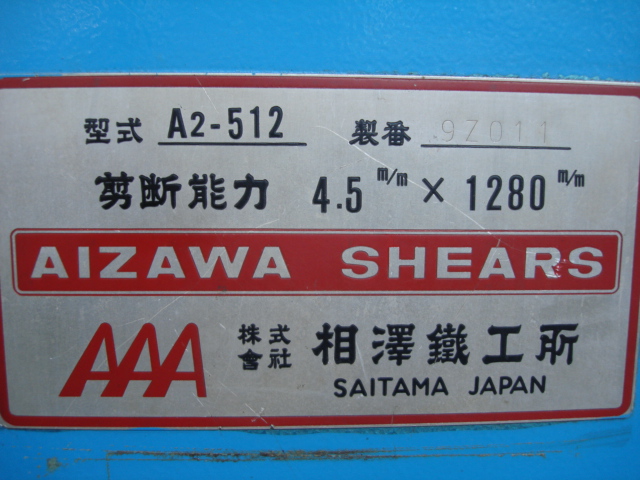 型式 A2-512 製番 9Z011
剪断能力 4.5 m/m × 1280 m/m
AIZAWA SHEARS
AAA 株式會社 相澤鐵工所
SAITAMA JAPAN